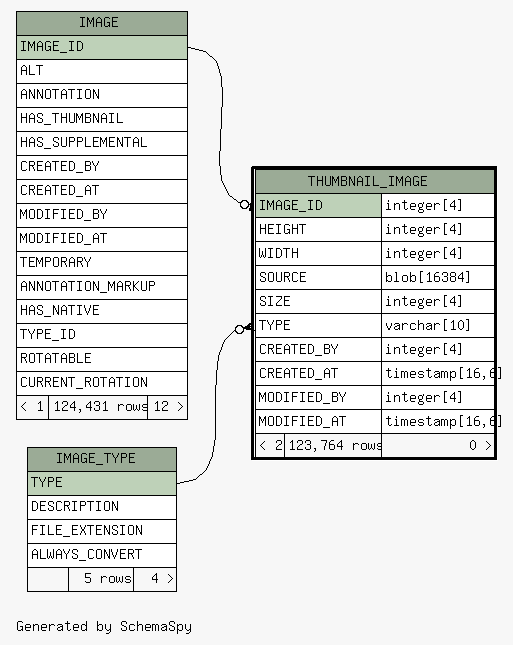 IMAGE
IMAGE_ID
ALT
ANNOTATION
HAS_THUMBNAIL
HAS_SUPPLEMENTAL
CREATED_BY
CREATED_AT
MODIFIED_BY
MODIFIED_AT
TEMPORARY
ANNOTATION_MARKUP
HAS_NATIVE
TYPE_ID
ROTATABLE
CURRENT_ROTATION
< 1 124,431 rows 12 >
THUMBNAIL_IMAGE
IMAGE_ID integer[4]
HEIGHT integer[4]
WIDTH integer[4]
SOURCE blob[16384]
SIZE integer[4]
TYPE varchar[10]
CREATED_BY integer[4]
CREATED_AT timestamp[16,6]
MODIFIED_BY integer[4]
MODIFIED_AT timestamp[16,6]
< 2 123,764 rows 0 >
IMAGE_TYPE
TYPE
DESCRIPTION
FILE_EXTENSION
ALWAYS_CONVERT
5 rows 4 >
Generated by SchemaSpy